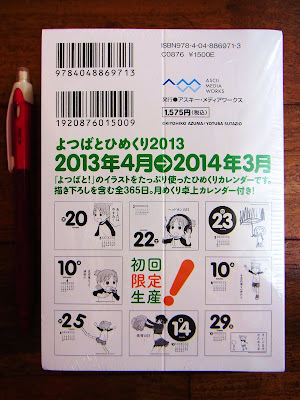 ISBN978-4-04-886971-3
C0876 ¥1500E
9784048869713
ASCII
MEDIA
WORKS
発行●アスキー・メディアワークス
1,575円(税込)
1920876015009
©KIYOHIKO AZUMA/YOTUBA SUTAZIO
よつばとひめくり2013
2013年4月➔2014年3月
「よつばと!」のイラストをたっぷり使ったひめくりカレンダーです。
描き下ろしを含む全365日。月めくり卓上カレンダー付き!
20
22
23
10
初回
限定
生産!
10
25
14
29